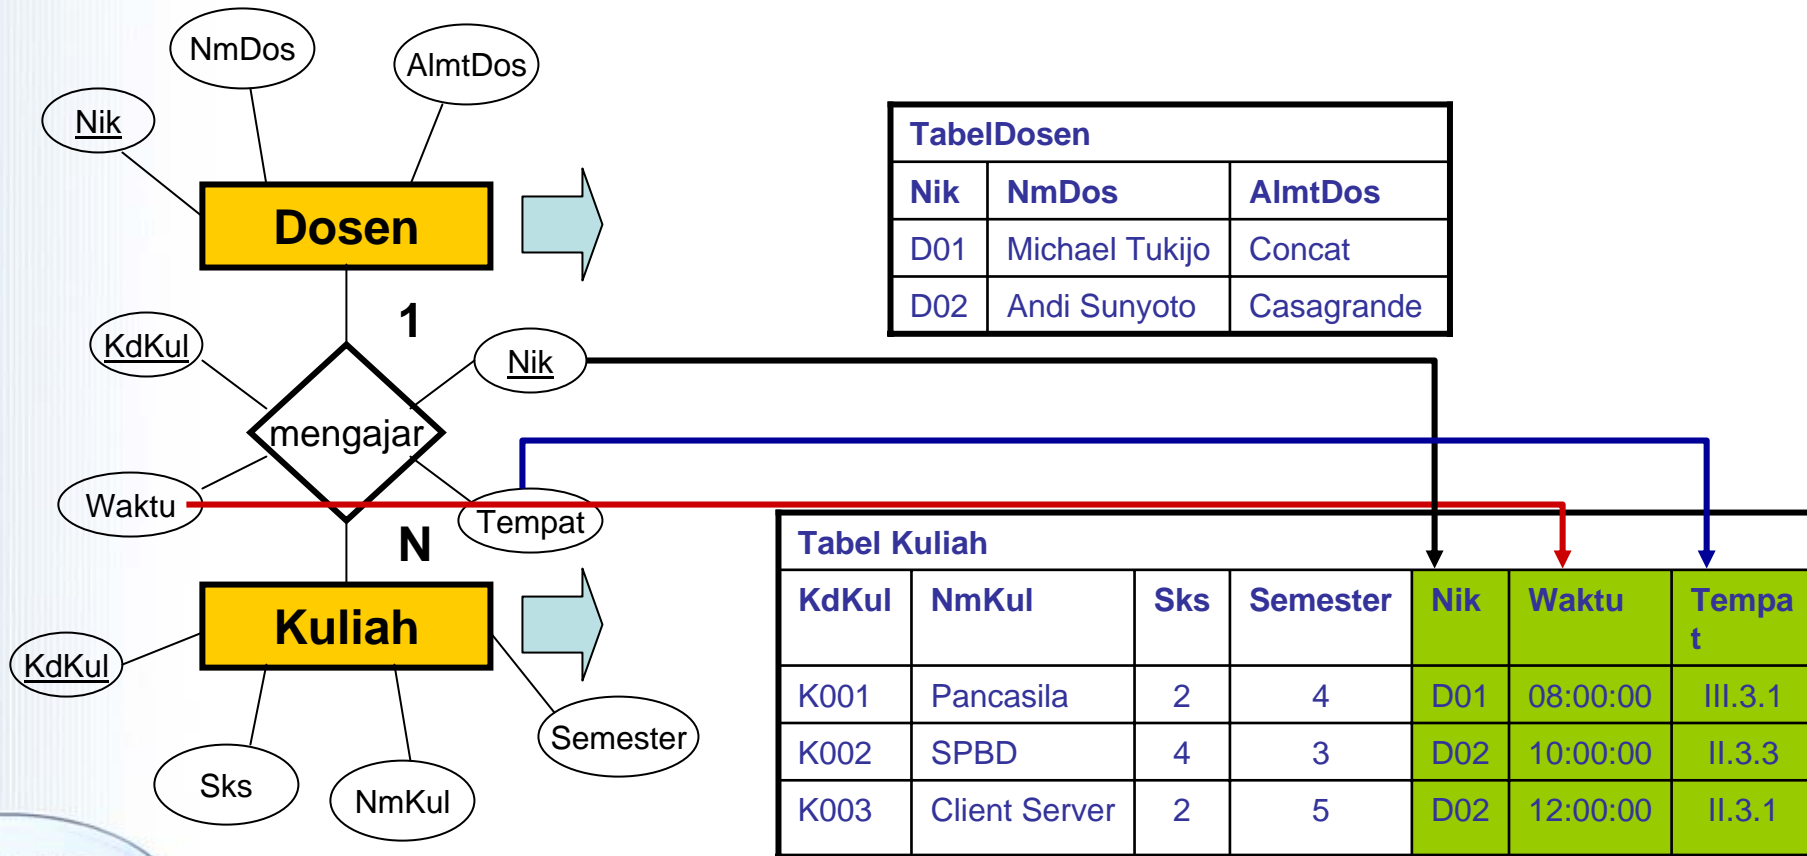 NmDos
AlmtDos
Nik
Dosen
1
KdKul
Nik
mengajar
Waktu
Tempat
N
Kuliah
KdKul
Semester
Sks
NmKul
TabelDosen
Nik NmDos AlmtDos
D01 Michael Tukijo Concat
D02 Andi Sunyoto Casagrande
Tabel Kuliah
KdKul NmKul Sks Semester Nik Waktu Tempa
t
K001 Pancasila 2 4 D01 08:00:00 III.3.1
K002 SPBD 4 3 D02 10:00:00 II.3.3
K003 Client Server 2 5 D02 12:00:00 II.3.1